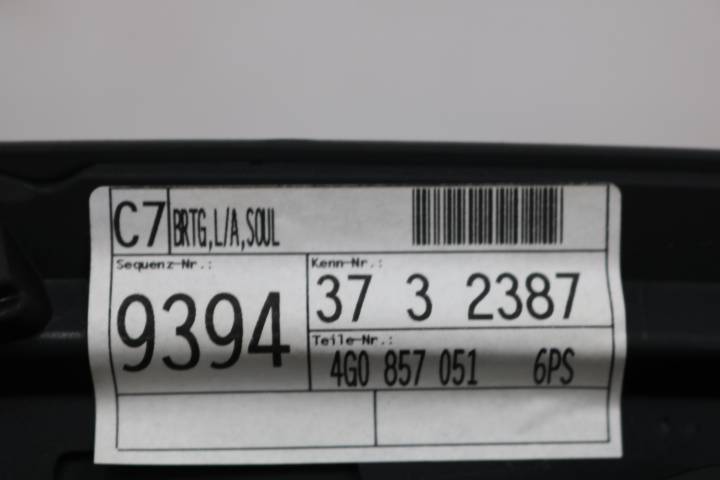 C7 BRTG,L/A,SOUL
Sequenz-Nr.:
9394
Kenn-Nr.:
37 3 2387
Teile-Nr.:
4G0 857 051 6PS